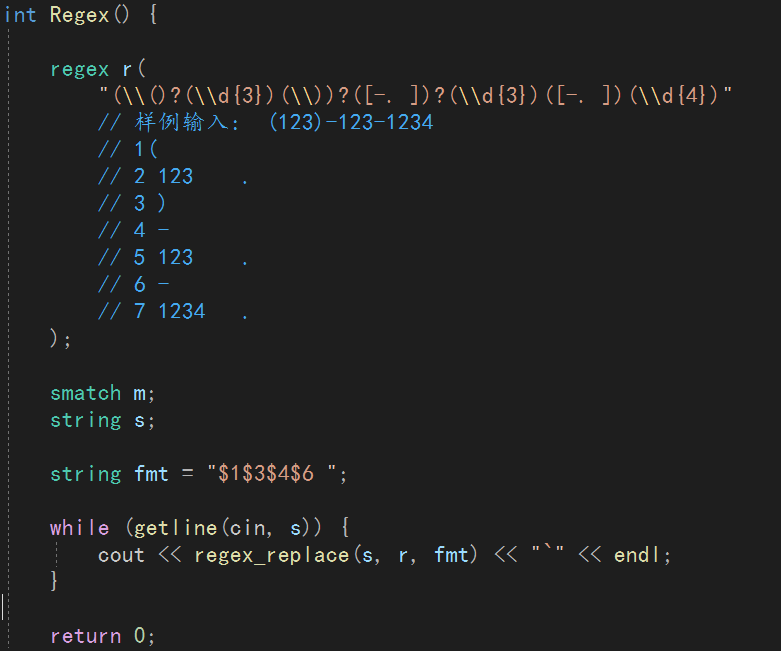 int Regex() {
regex r(
"(\\()?(\\d{3})(\\))?([-. ])?(\\d{3})([-. ])(\\d{4})"
// 样例输入： (123)-123-1234
// 1(
// 2 123    .
// 3 )
// 4 -
// 5 123    .
// 6 -
// 7 1234   .
);
smatch m;
string s;
string fmt = "$1$3$4$6 ";
while (getline(cin, s)) {
cout << regex_replace(s, r, fmt) << "`" << endl;
}
return 0;